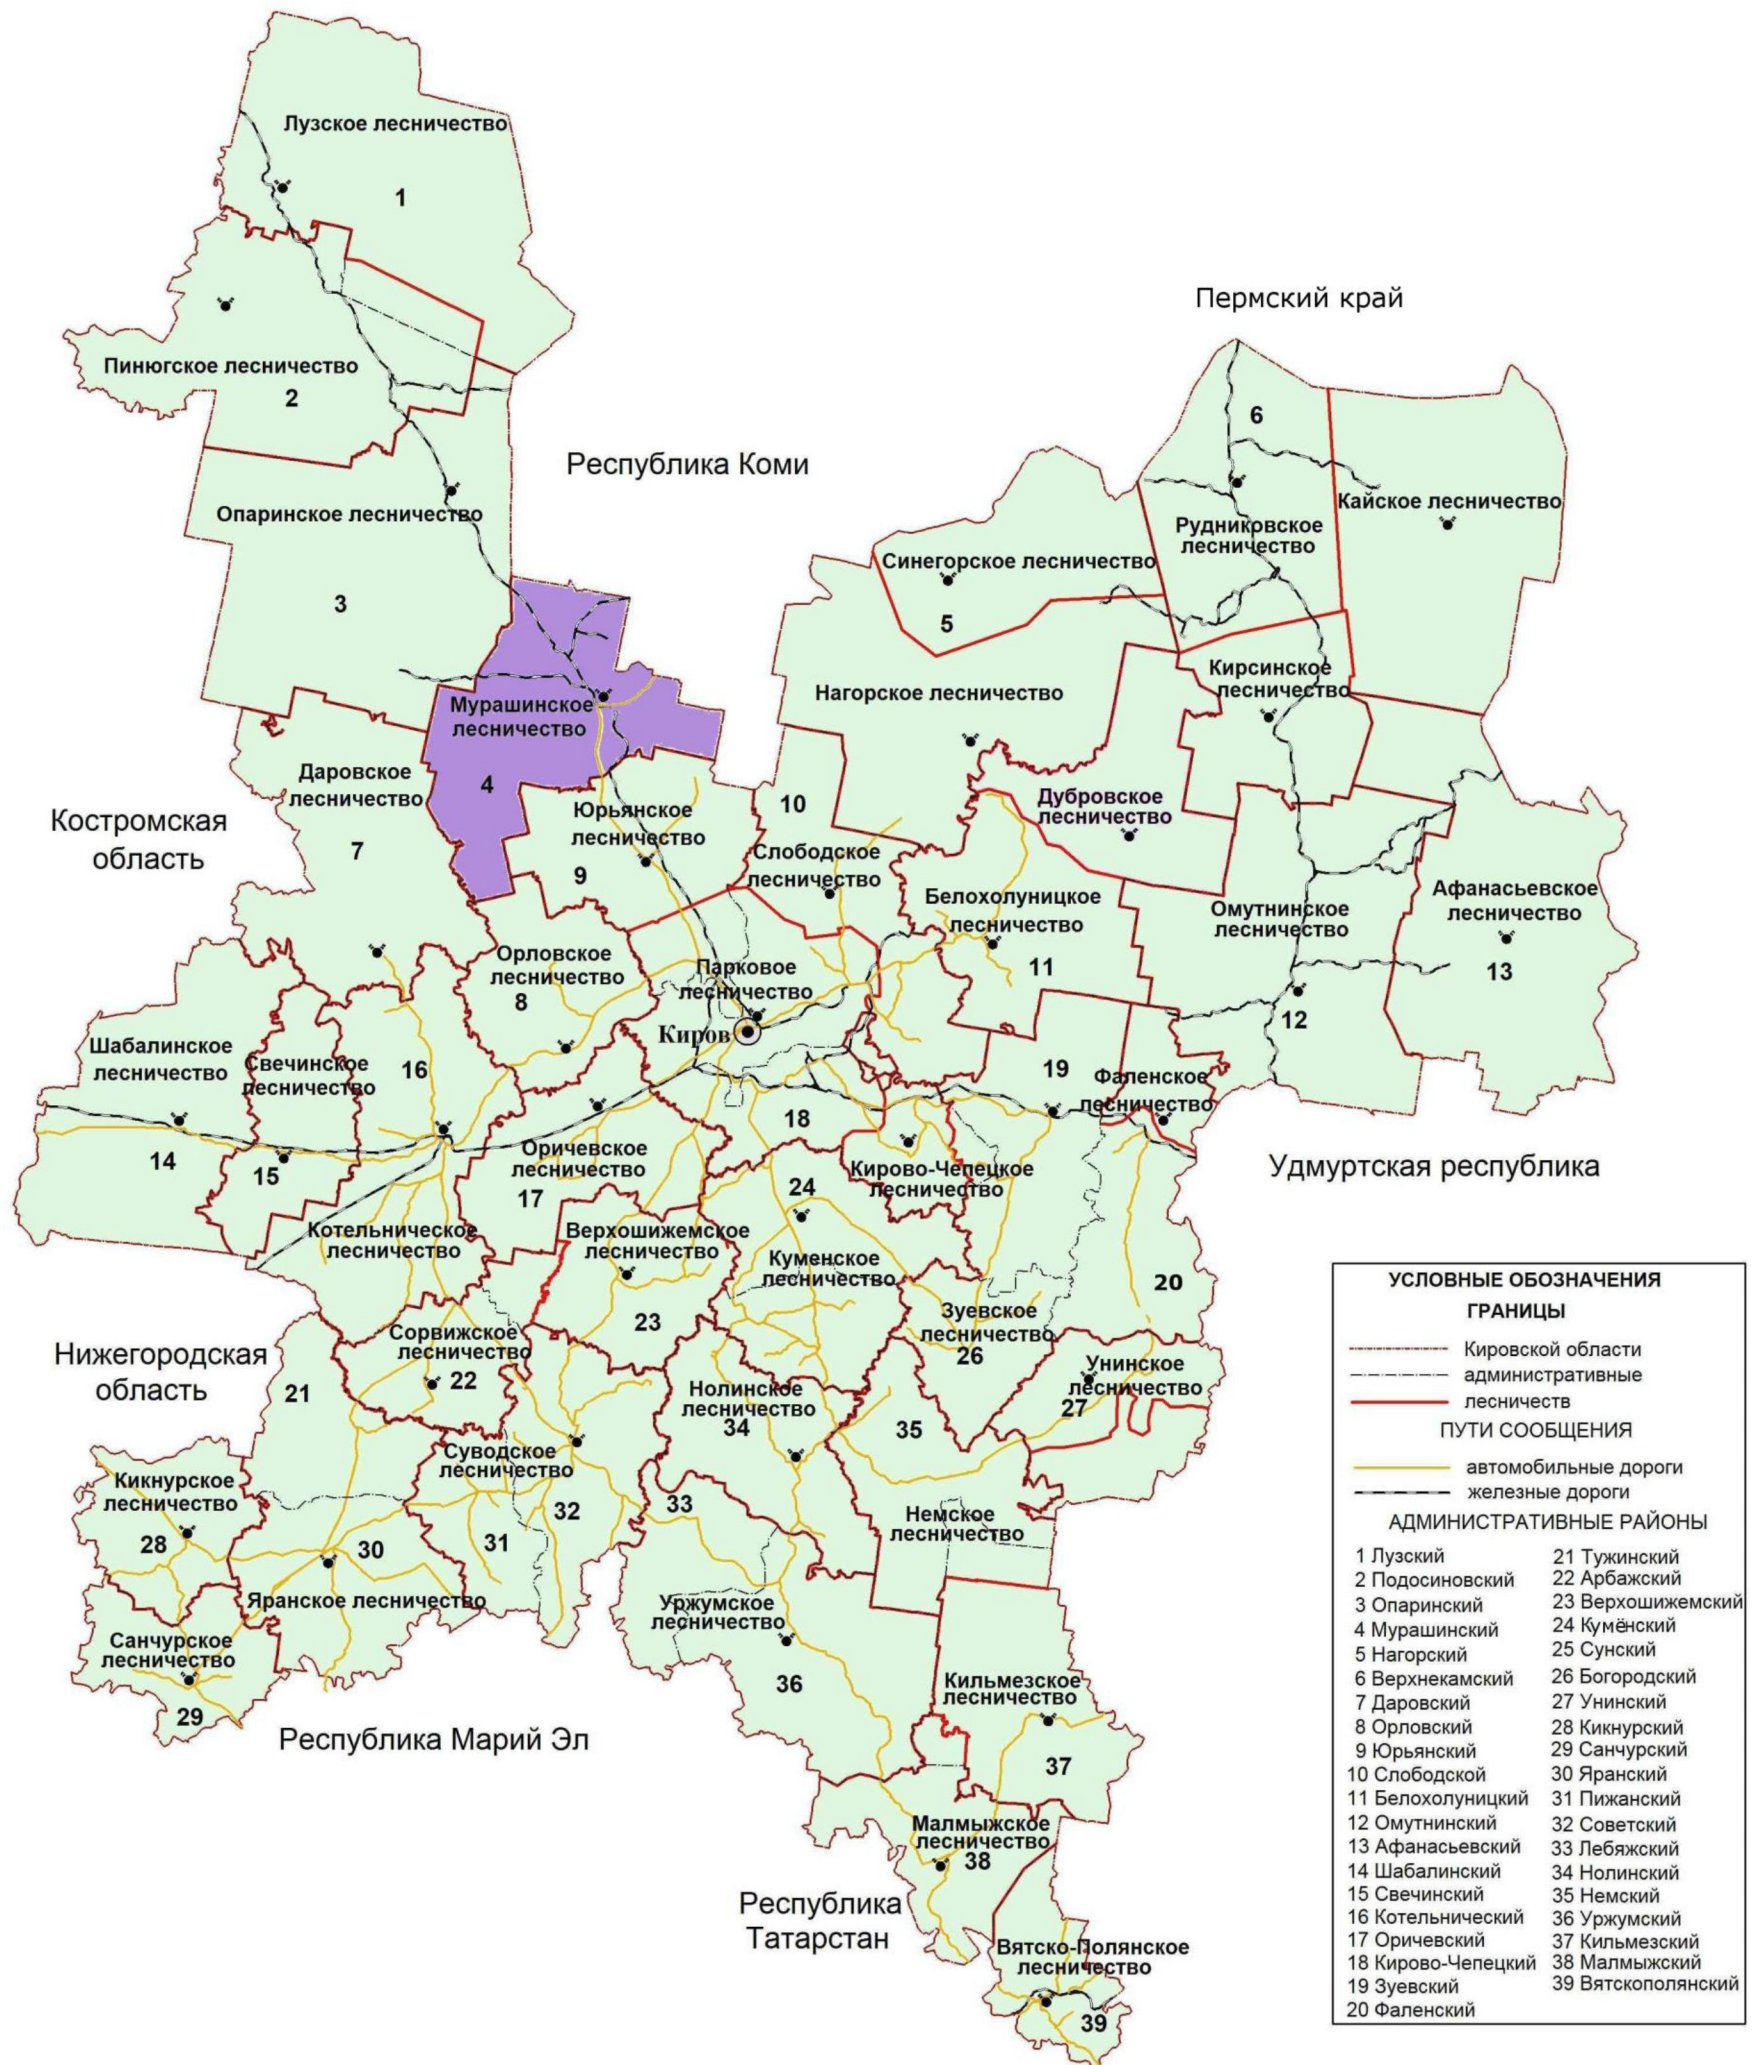 Лузское лесничество
1
Пермский край
Пинюгское лесничество
2
6
Республика Коми
Кайское лесничество
Опаринское лесничество
Рудниковское
лесничество
Синегорское лесничество
3
5
Кирсинское
лесничество
Нагорское лесничество
Мурашинское
лесничество
4
Даровское
лесничество
7
Костромская
область
Юрьянское
лесничество
9
10
Дубровское
лесничество
Слободское
лесничество
Белохолуницкое
лесничество
11
Омутнинское
лесничество
12
Афанасьевское
лесничество
13
Орловское
лесничество
8
Парковое
лесничество
Киров
Шабалинское
лесничество
14
Свечинское
лесничество
15
16
19
Фаленское
лесничество
18
Оричевское
лесничество
17
Кирово-Чепецкое
лесничество
Удмуртская республика
24
Котельническое
лесничество
Верхошижемское
лесничество
23
Куменское
лесничество
20
Зуевское
лесничество
26
Нижегородская
область
Сорвижское
лесничество
22
21
Унинское
лесничество
27
Нолинское
лесничество
34
35
Суводское
лесничество
Кикнурское
лесничество
28
33
32
31
30
Немское
лесничество
Яранское лесничество
Уржумское
лесничество
36
Санчурское
лесничество
29
Республика Марий Эл
Кильмезское
лесничество
37
Малмыжское
лесничество
38
Республика
Татарстан
Вятско-Полянское
лесничество
39
УСЛОВНЫЕ ОБОЗНАЧЕНИЯ
ГРАНИЦЫ
Кировской области
административные
лесничеств
ПУТИ СООБЩЕНИЯ
автомобильные дороги
железные дороги
АДМИНИСТРАТИВНЫЕ РАЙОНЫ
1 Лузский
2 Подосиновский
3 Опаринский
4 Мурашинский
5 Нагорский
6 Верхнекамский
7 Даровский
8 Орловский
9 Юрьянский
10 Слободской
11 Белохолуницкий
12 Омутнинский
13 Афанасьевский
14 Шабалинский
15 Свечинский
16 Котельнический
17 Оричевский
18 Кирово-Чепецкий
19 Зуевский
20 Фаленский
21 Тужинский
22 Арбажский
23 Верхошижемский
24 Кумёнский
25 Сунский
26 Богородский
27 Унинский
28 Кикнурский
29 Санчурский
30 Яранский
31 Пижанский
32 Советский
33 Лебяжский
34 Нолинский
35 Немский
36 Уржумский
37 Кильмезский
38 Малмыжский
39 Вятскополянский